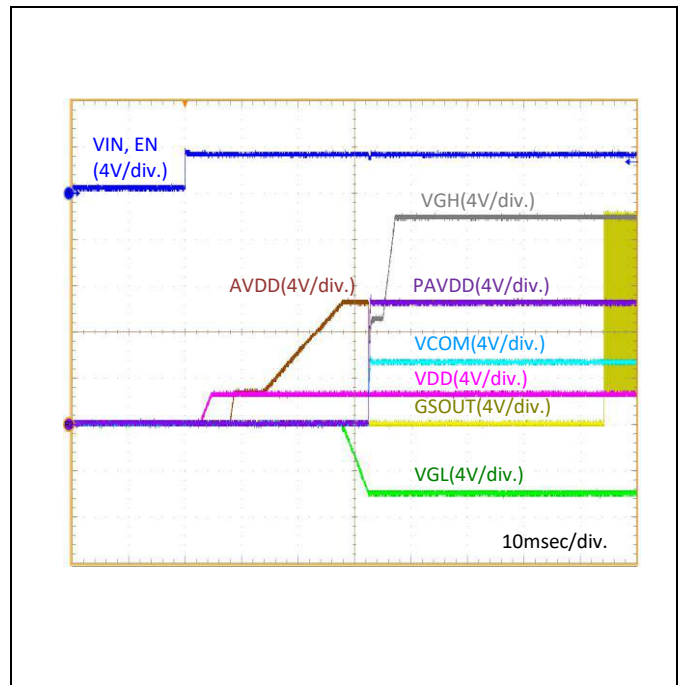 VIN, EN
(4V/div.)
VGH(4V/div.)
AVDD(4V/div.)
PAVDD(4V/div.)
VCOM(4V/div.)
VDD(4V/div.)
GSOUT(4V/div.)
VGL(4V/div.)
10msec/div.